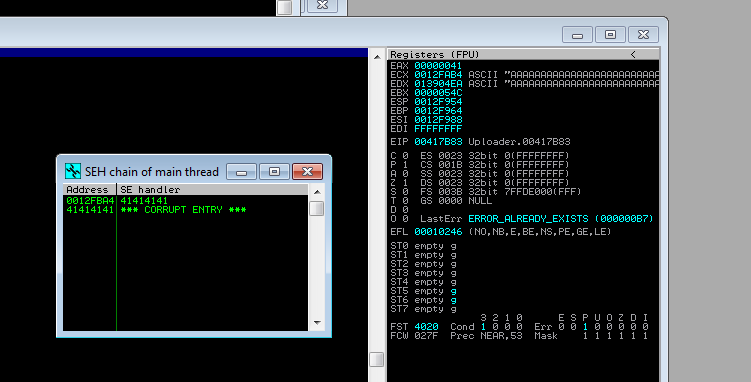 Registers (FPU) <
EAX 00000041
ECX 0012FAB4 ASCII "AAAAAAAAAAAAAAAAAAAAAAAAA
EDX 013904EA ASCII "AAAAAAAAAAAAAAAAAAAAAAAAA
EBX 0000054C
ESP 0012F954
EBP 0012F964
ESI 0012F988
EDI FFFFFFFF
EIP 00417B83 Uploader.00417B83
C 0 ES 0023 32bit 0(FFFFFFFF)
P 1 CS 001B 32bit 0(FFFFFFFF)
A 0 SS 0023 32bit 0(FFFFFFFF)
Z 1 DS 0023 32bit 0(FFFFFFFF)
S 0 FS 003B 32bit 7FFDE000(FFF)
T 0 GS 0000 NULL
D 0
O 0 LastErr ERROR_ALREADY_EXISTS (000000B7)
EFL 00010246 (NO,NB,E,BE,NS,PE,GE,LE)
ST0 empty g
ST1 empty g
ST2 empty g
ST3 empty g
ST4 empty g
ST5 empty g
ST6 empty g
ST7 empty g
3 2 1 0 E S P U O Z D I
FST 4020 Cond 1 0 0 0 Err 0 0 1 0 0 0 0 0
FCW 027F Prec NEAR,53 Mask 1 1 1 1 1 1
SEH chain of main thread
Address SE handler
0012FBA4 41414141
41414141 *** CORRUPT ENTRY ***